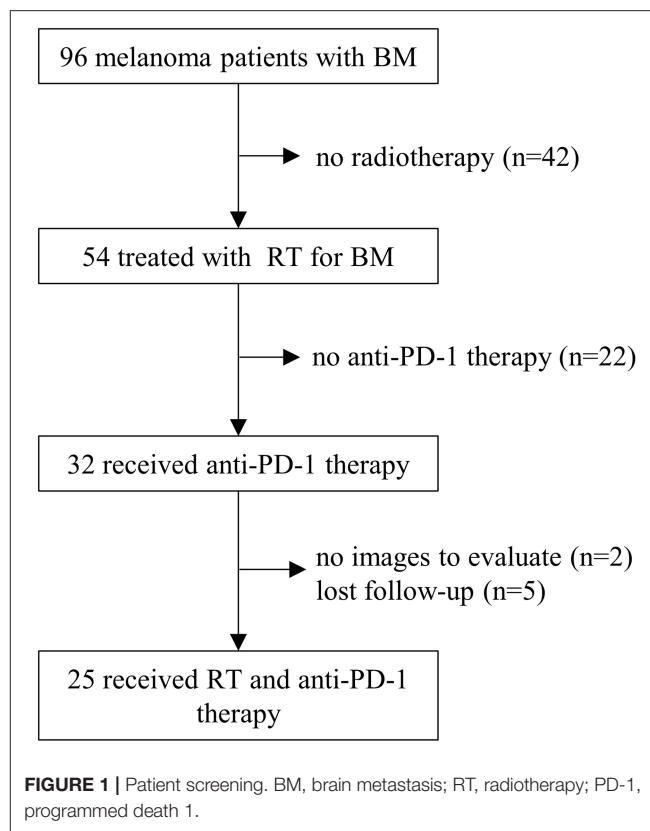 96 melanoma patients with BM
no radiotherapy (n=42)
54 treated with RT for BM
no anti-PD-1 therapy (n=22)
32 received anti-PD-1 therapy
no images to evaluate (n=2)
lost follow-up (n=5)
25 received RT and anti-PD-1
therapy
FIGURE 1 | Patient screening. BM, brain metastasis; RT, radiotherapy; PD-1,
programmed death 1.